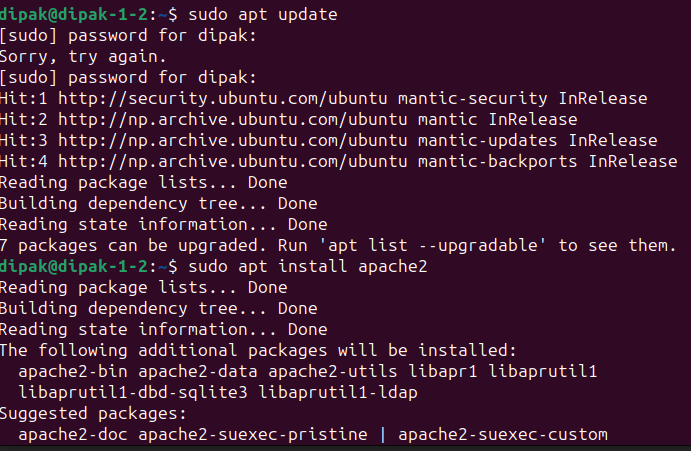 dipak@dipak-1-2:~$ sudo apt update
[sudo] password for dipak:
Sorry, try again.
[sudo] password for dipak:
Hit:1 http://security.ubuntu.com/ubuntu mantic-security InRelease
Hit:2 http://np.archive.ubuntu.com/ubuntu mantic InRelease
Hit:3 http://np.archive.ubuntu.com/ubuntu mantic-updates InRelease
Hit:4 http://np.archive.ubuntu.com/ubuntu mantic-backports InRelease
Reading package lists... Done
Building dependency tree... Done
Reading state information... Done
7 packages can be upgraded. Run 'apt list --upgradable' to see them.
dipak@dipak-1-2:~$ sudo apt install apache2
Reading package lists... Done
Building dependency tree... Done
Reading state information... Done
The following additional packages will be installed:
  apache2-bin apache2-data apache2-utils libapr1 libaprutil1
  libaprutil1-dbd-sqlite3 libaprutil1-ldap
Suggested packages:
  apache2-doc apache2-suexec-pristine | apache2-suexec-custom